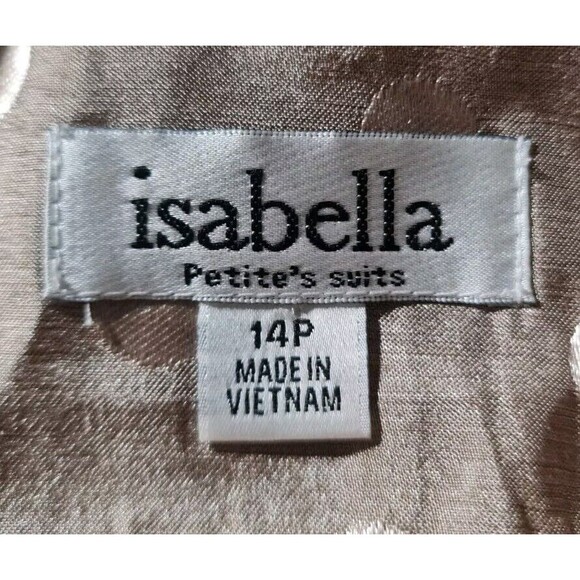 isabella
Petite's suits
14P
MADE IN
VIETNAM